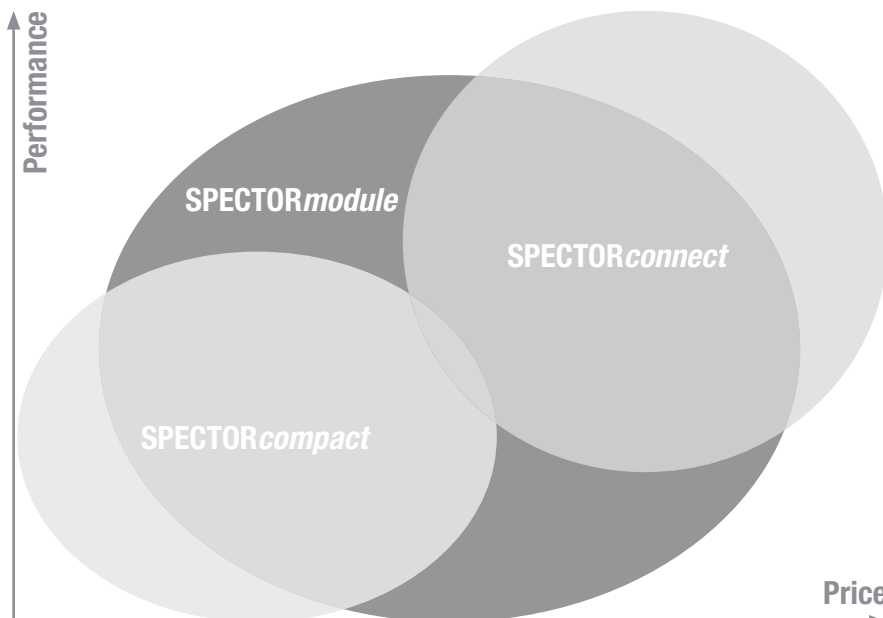 Performance
SPECTORmodule
SPECTORconnect
SPECTORcompact
Price